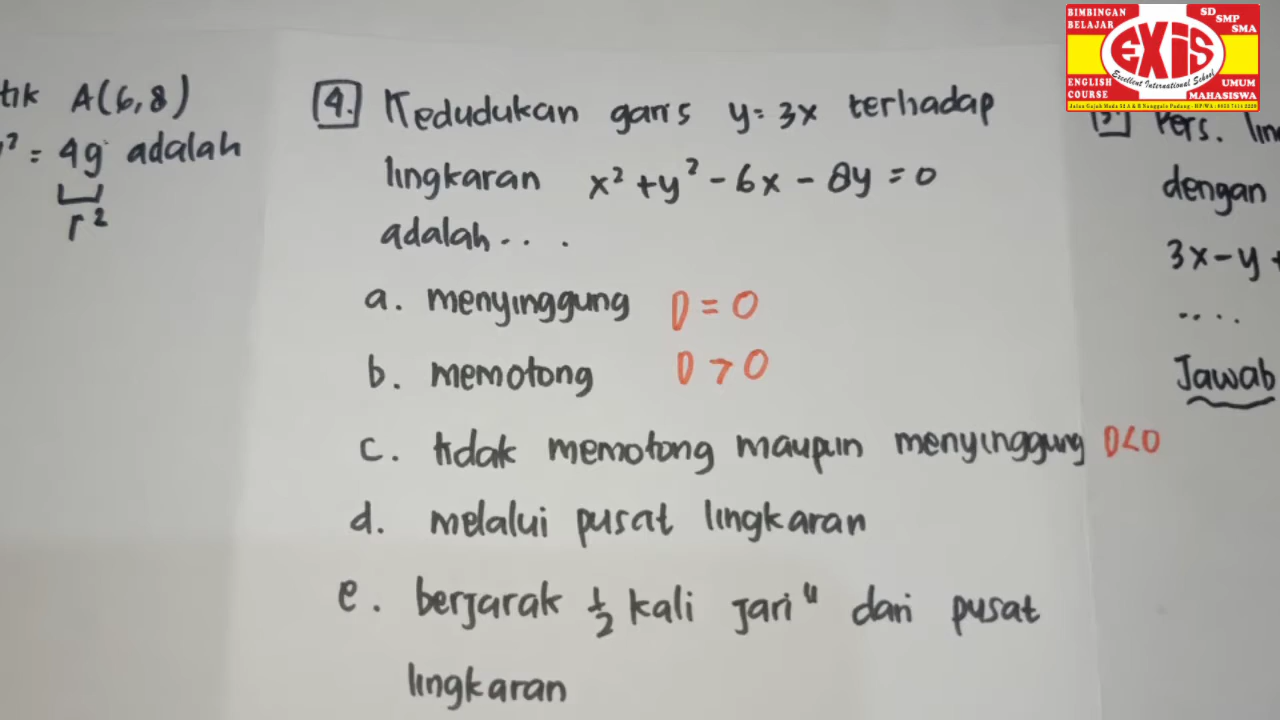 BIMBINGAN BELAJAR
SD SMP SMA
EXIS
Excellent International School
ENGLISH COURSE
UMUM MAHASISWA
tik A(6,8)
² = 49 adalah
r²
4. Kedudukan garis y = 3x terhadap
lingkaran x² + y² - 6x - 8y = 0
adalah . . . .
a. menyinggung D = 0
b. memotong D > 0
c. tidak memotong maupun menyinggung D<0
d. melalui pusat lingkaran
e. berjarak ½ kali jari" dari pusat
lingkaran
Pers.
dengan
3x - y +
....
Jawab